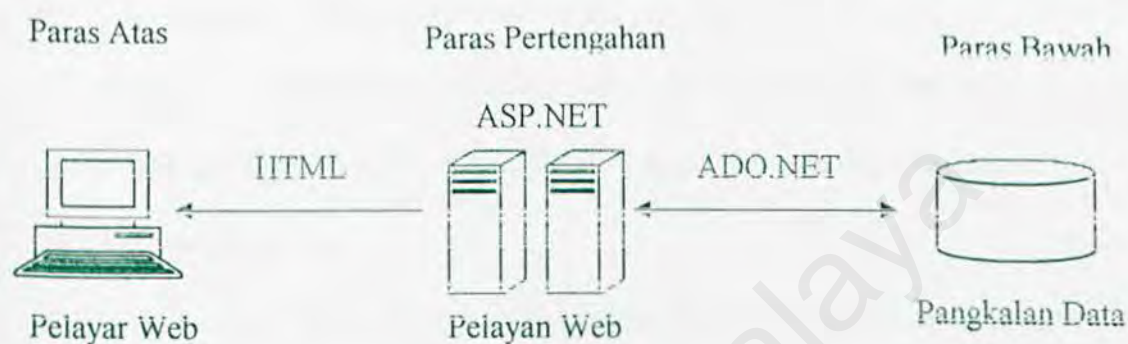 Paras Atas
Paras Pertengahan
Paras Bawah
ASP.NET
HTML
ADO.NET
Pelayar Web
Pelayan Web
Pangkalan Data